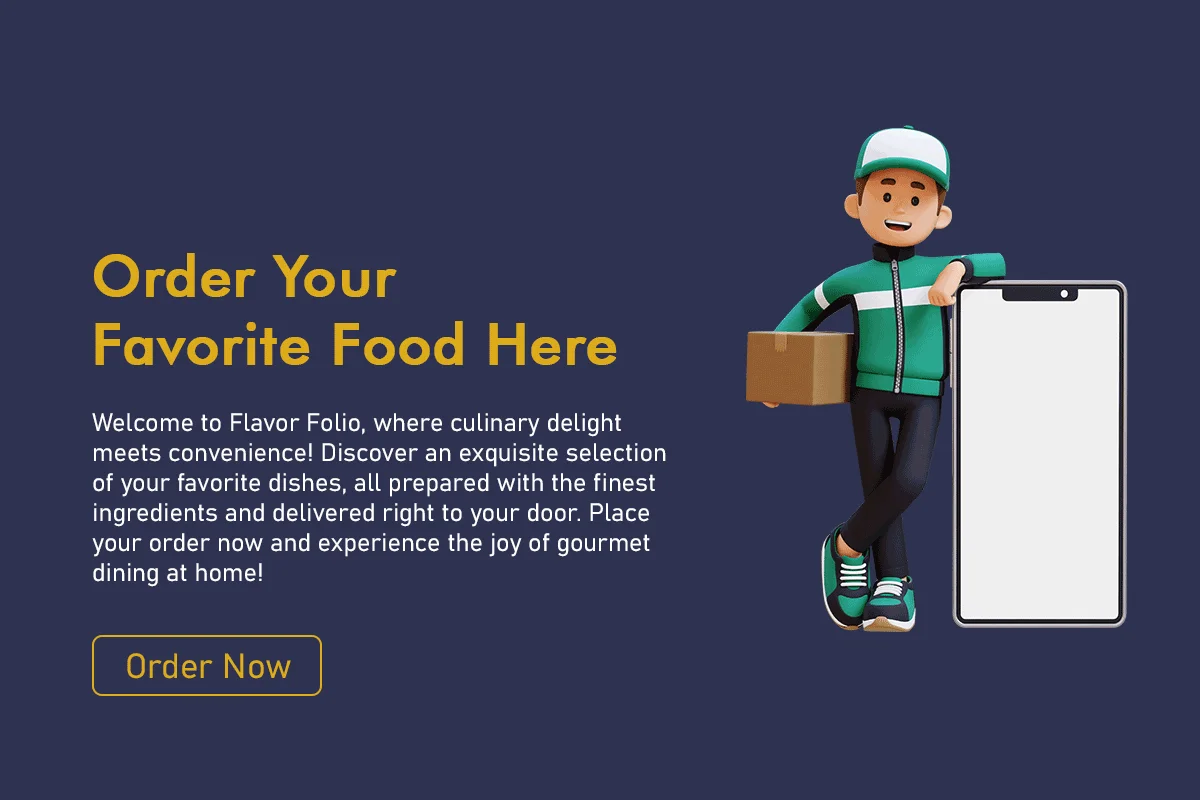 Order Your
Favorite Food Here
Welcome to Flavor Folio, where culinary delight
meets convenience! Discover an exquisite selection
of your favorite dishes, all prepared with the finest
ingredients and delivered right to your door. Place
your order now and experience the joy of gourmet
dining at home!
Order Now